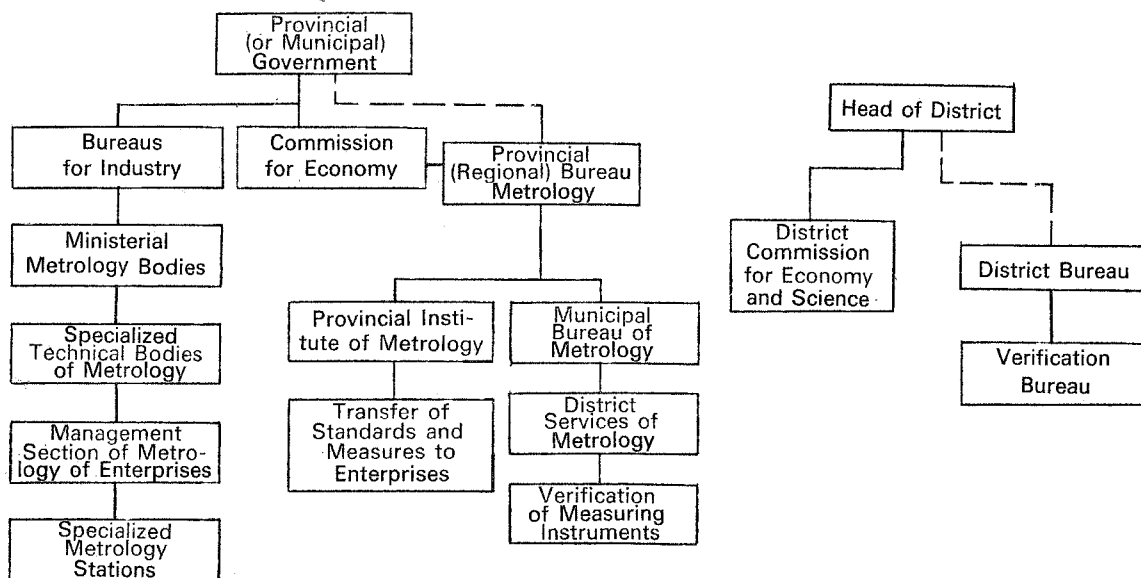 Provincial
(or Municipal)
Government
Bureaus
for Industry
Commission
for Economy
Provincial
(Regional) Bureau
Metrology
Ministerial
Metrology Bodies
Specialized
Technical Bodies
of Metrology
Management
Section of Metro-
logy of Enterprises
Specialized
Metrology
Stations
Provincial Insti-
tute of Metrology
Transfer of
Standards and
Measures to
Enterprises
Municipal
Bureau of
Metrology
District
Services of
Metrology
Verification
of Measuring
Instruments
Head of District
District
Commission
for Economy
and Science
District Bureau
Verification
Bureau